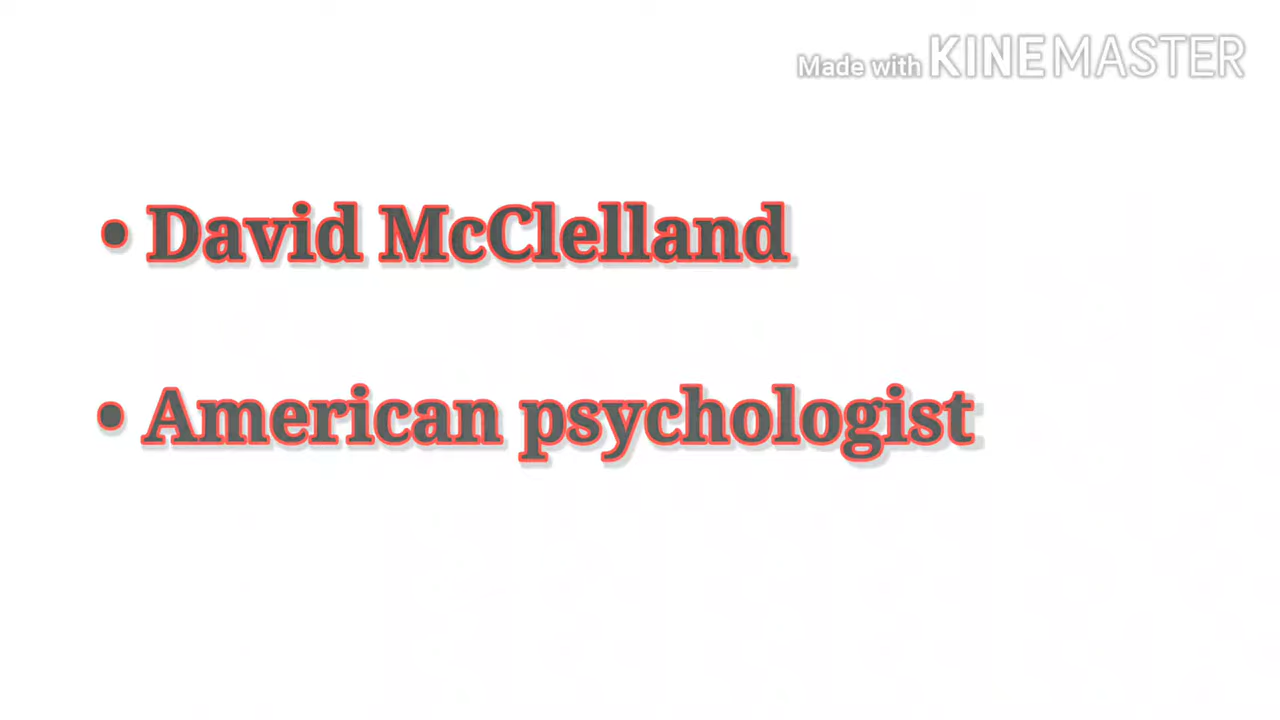 Made with KINEMASTER
• David McClelland
• American psychologist